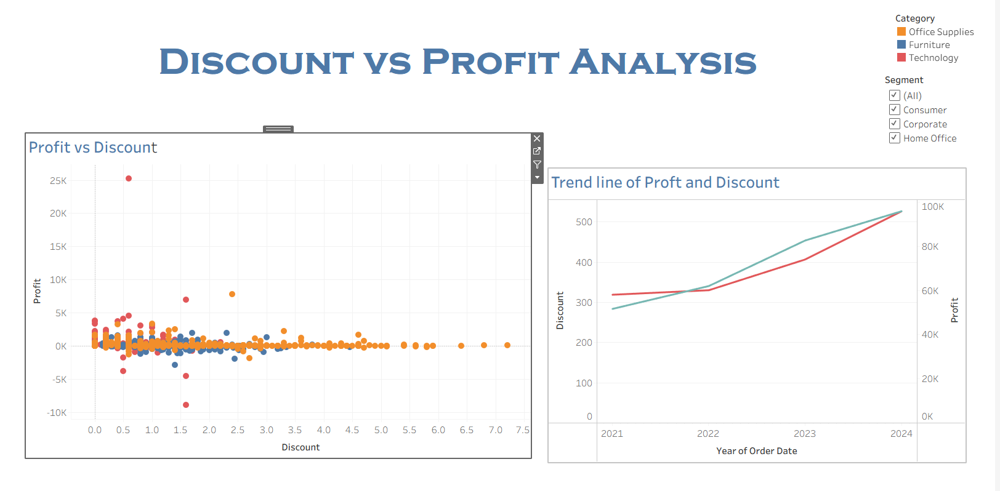 DISCOUNT VS PROFIT ANALYSIS
Category
Office Supplies
Furniture
Technology
Segment
(All)
Consumer
Corporate
Home Office
Profit vs Discount
25K
20K
15K
10K
5K
0K
-5K
-10K
Profit
0.0 0.5 1.0 1.5 2.0 2.5 3.0 3.5 4.0 4.5 5.0 5.5 6.0 6.5 7.0 7.5
Discount
Trend line of Proft and Discount
500
400
300
200
100
0
Discount
100K
80K
60K
40K
20K
0K
Profit
2021 2022 2023 2024
Year of Order Date